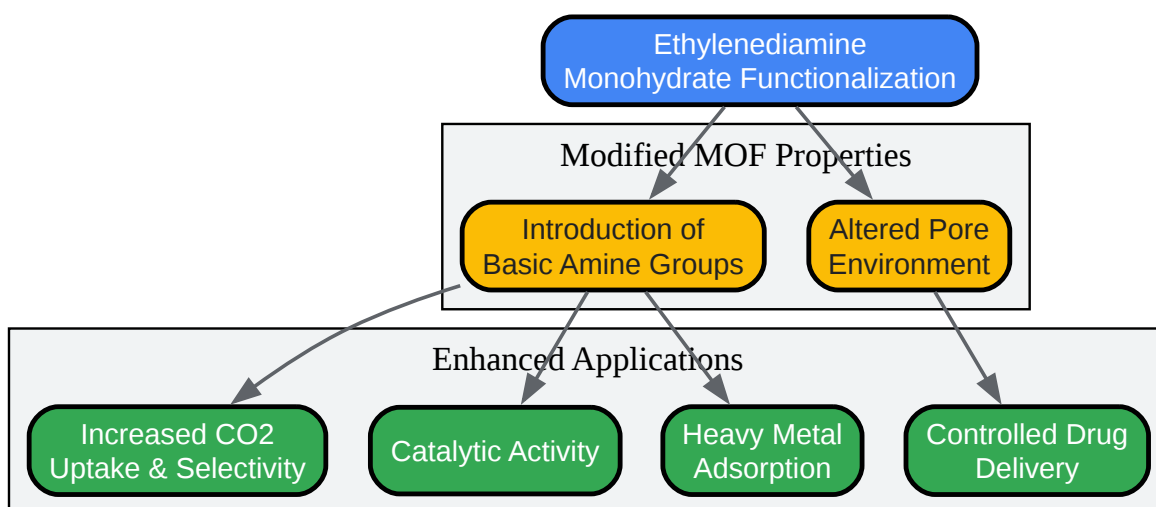 Ethylenediamine
Monohydrate Functionalization
Modified MOF Properties
Introduction of
Basic Amine Groups
Altered Pore
Environment
Enhanced Applications
Increased CO2
Uptake & Selectivity
Catalytic Activity
Heavy Metal
Adsorption
Controlled Drug
Delivery